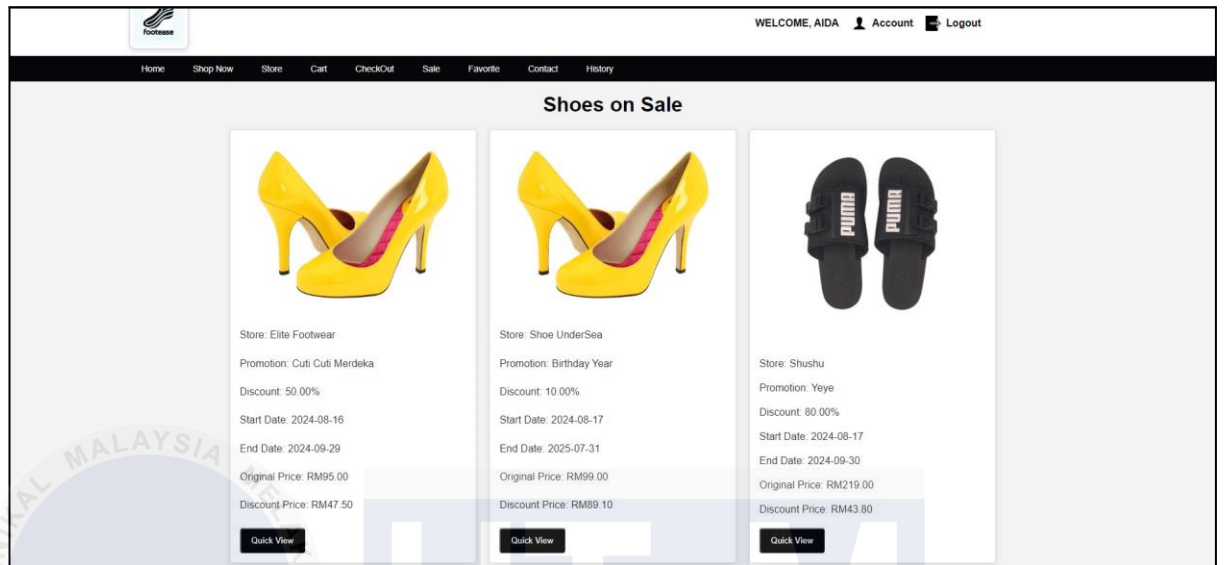 footease
WELCOME, AIDA Account Logout
Home Shop Now Store Cart CheckOut Sale Favorite Contact History
Shoes on Sale
PUMA PUMA
Store: Elite Footwear
Promotion: Cuti Cuti Merdeka
Discount: 50.00%
Start Date: 2024-08-16
End Date: 2024-09-29
Original Price: RM95.00
Discount Price: RM47.50
Quick View
Store: Shoe UnderSea
Promotion: Birthday Year
Discount: 10.00%
Start Date: 2024-08-17
End Date: 2025-07-31
Original Price: RM99.00
Discount Price: RM89.10
Quick View
Store: Shushu
Promotion: Yeye
Discount: 80.00%
Start Date: 2024-08-17
End Date: 2024-09-30
Original Price: RM219.00
Discount Price: RM43.80
Quick View
MALAYSIA